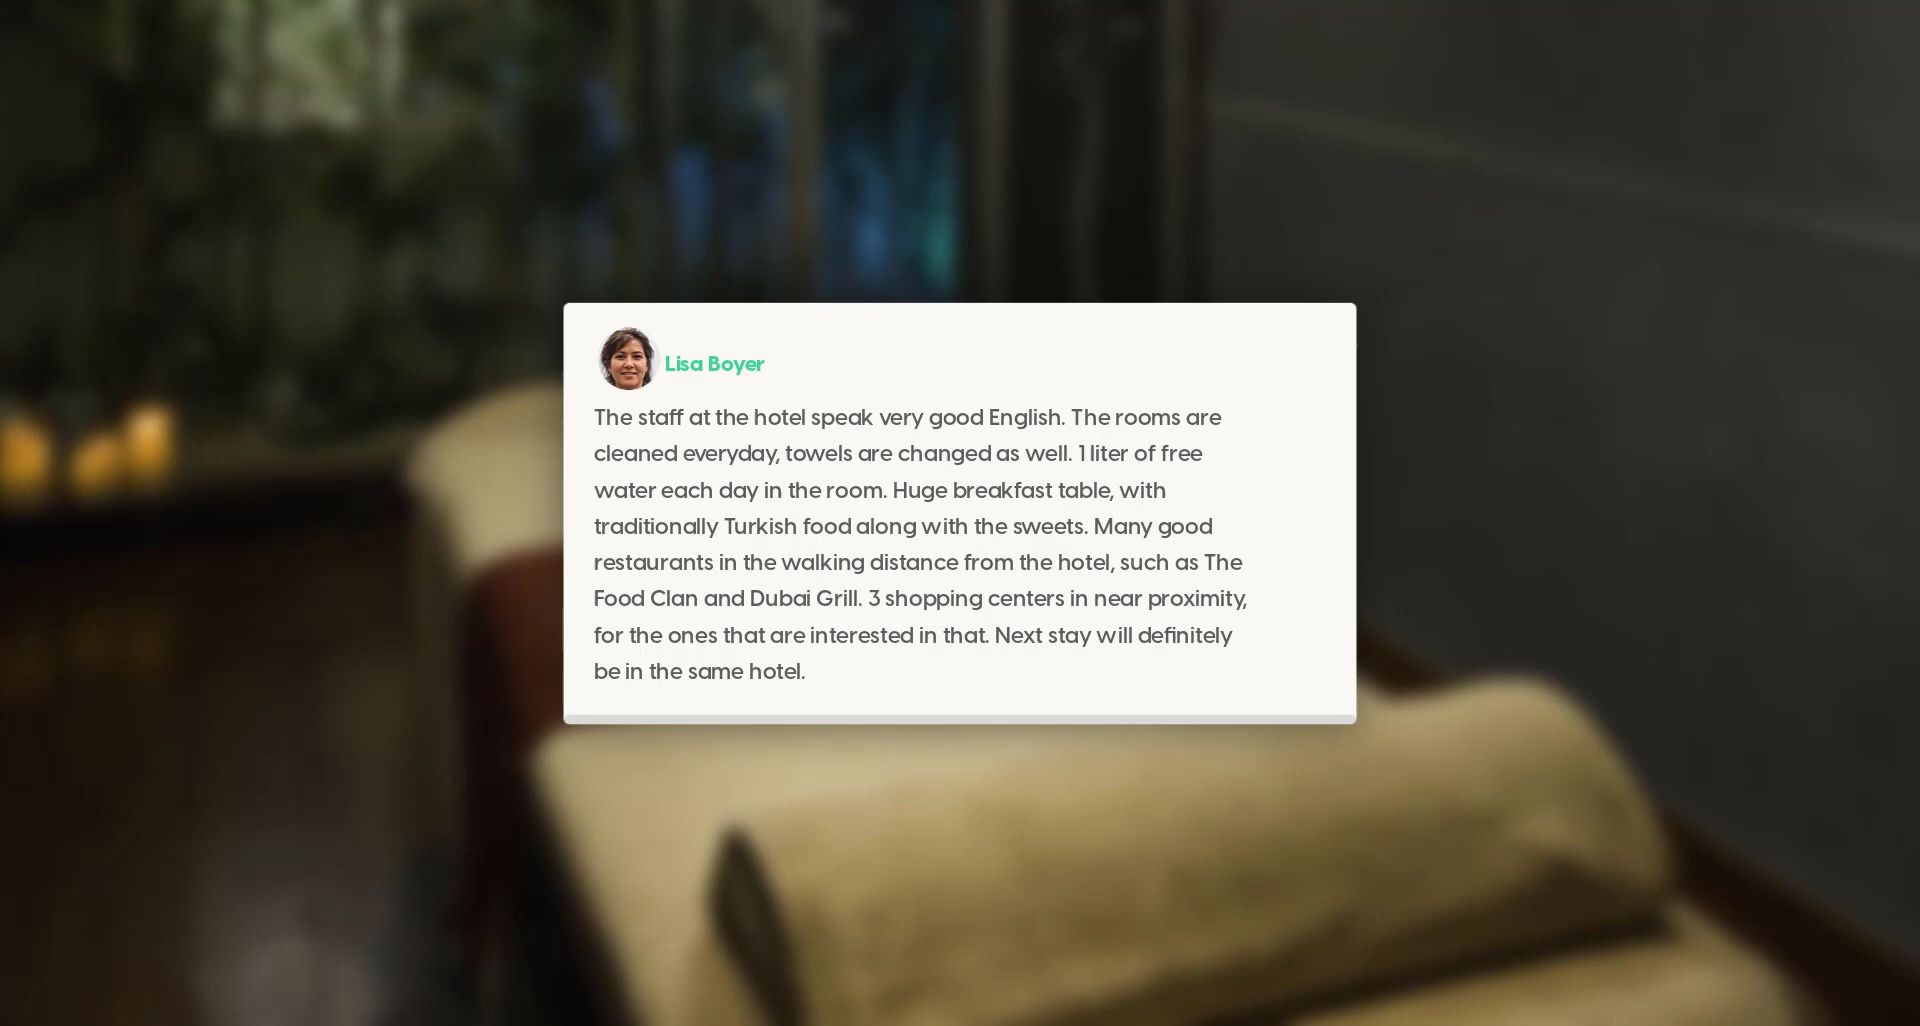 Lisa Boyer
The staff at the hotel speak very good English. The rooms are
cleaned everyday, towels are changed as well. 1 liter of free
water each day in the room. Huge breakfast table, with
traditionally Turkish food along with the sweets. Many good
restaurants in the walking distance from the hotel, such as The
Food Clan and Dubai Grill. 3 shopping centers in near proximity,
for the ones that are interested in that. Next stay will definitely
be in the same hotel.